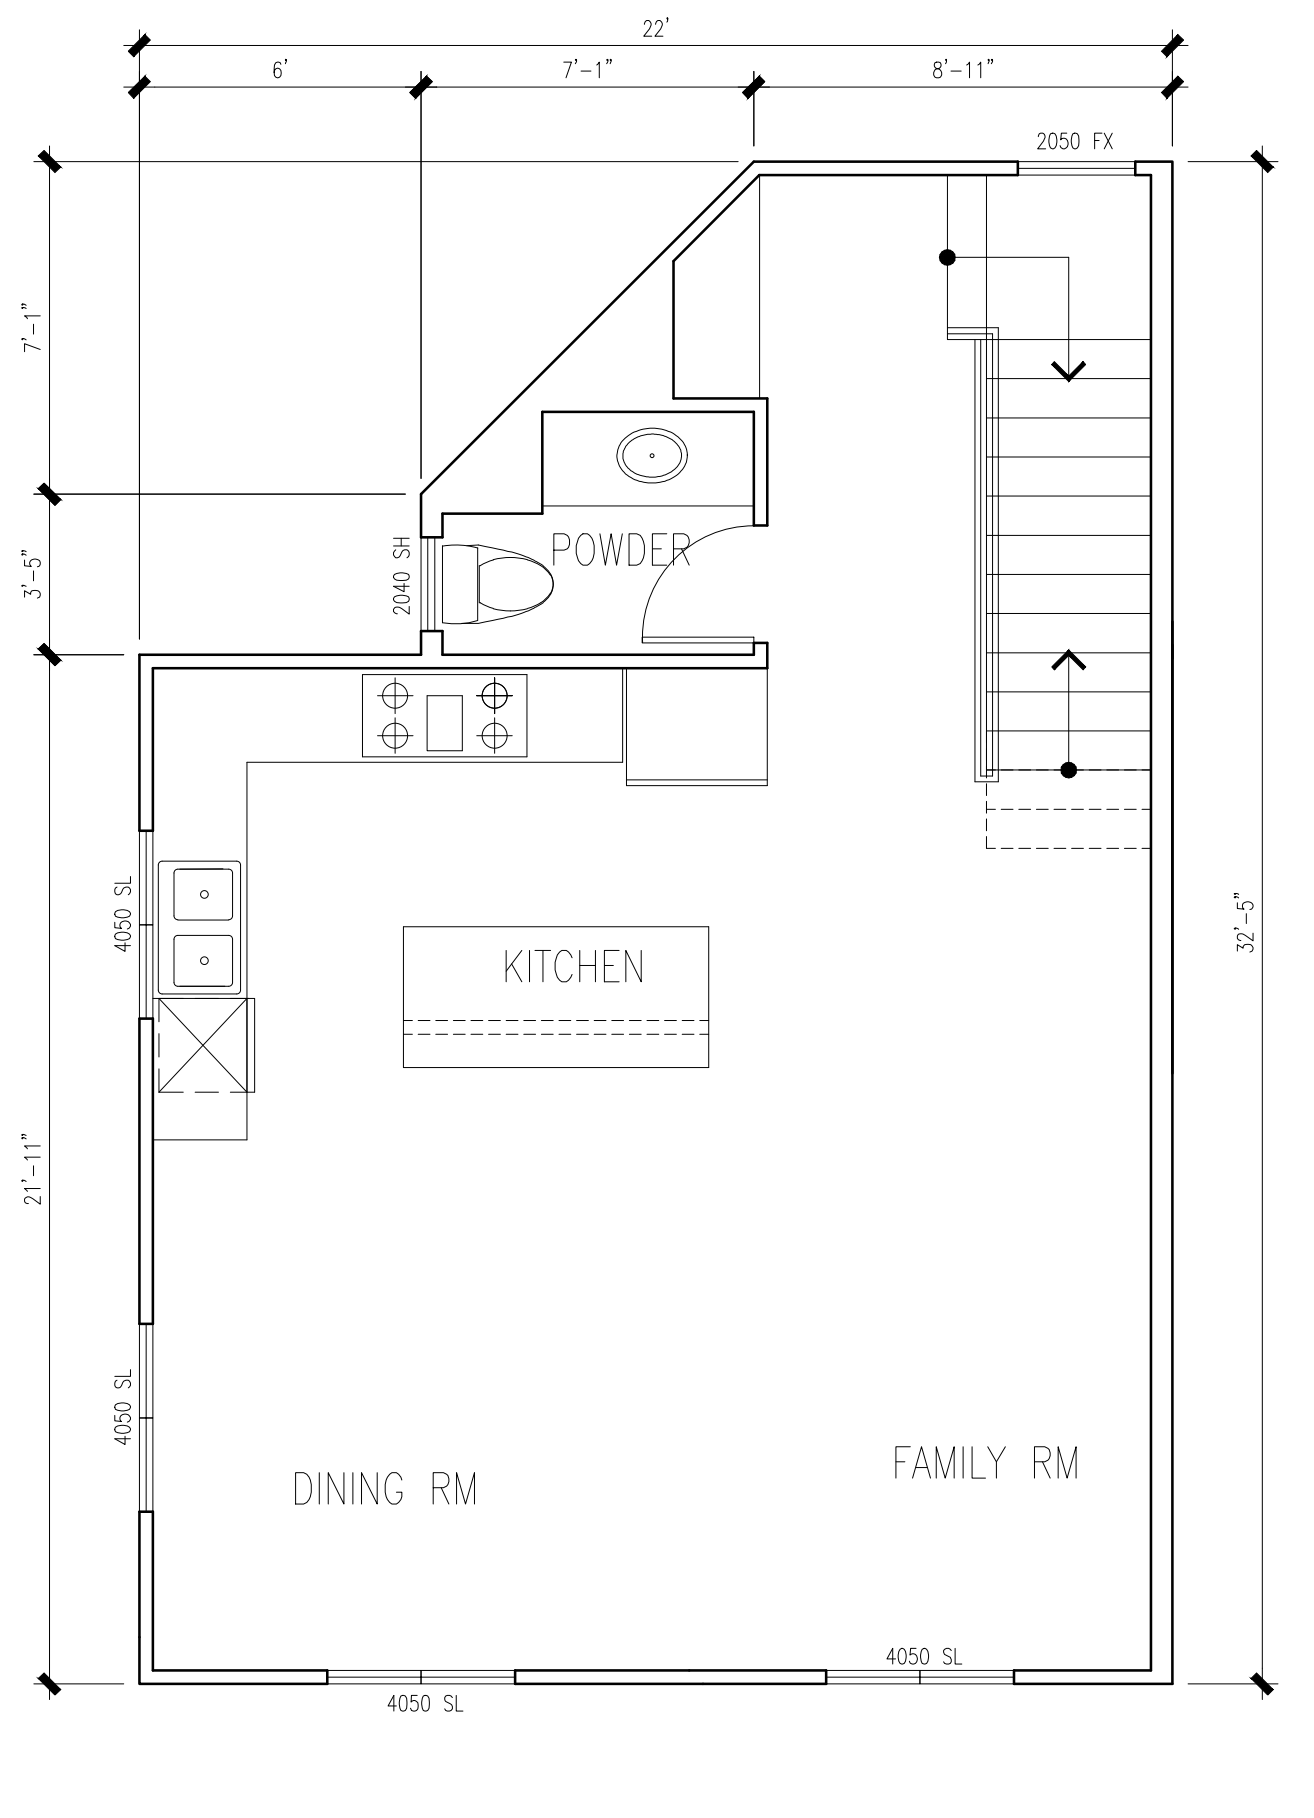 22'
6'
7'-1"
8'-11"
2050 FX
7'-1"
3'-5"
2040 SH
POWDER
4050 SL
KITCHEN
32'-5"
21'-11"
4050 SL
DINING RM
FAMILY RM
4050 SL
4050 SL